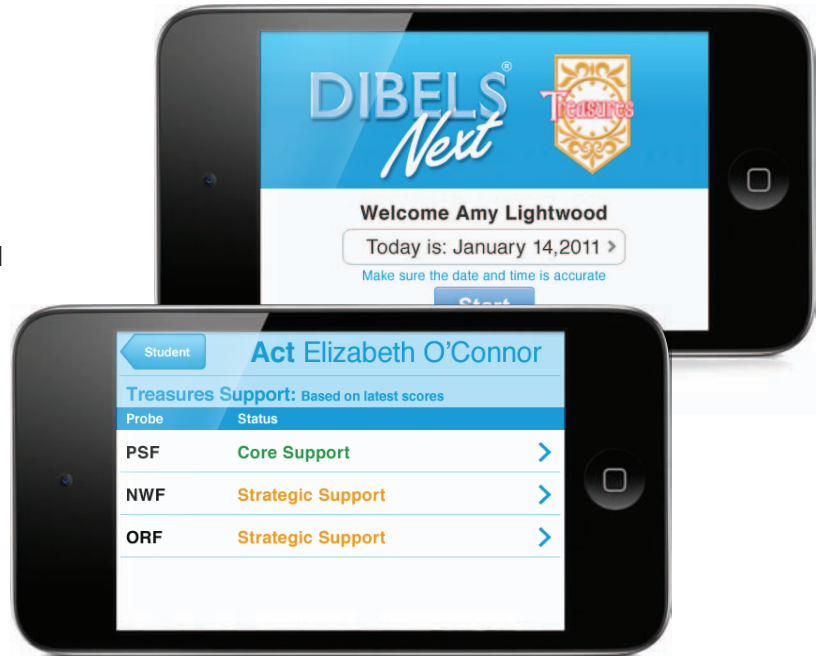 DIBELS®
Next
Treasures
Welcome Amy Lightwood
Today is: January 14,2011 >
Make sure the date and time is accurate
Start
Student
Act Elizabeth O'Connor
Treasures Support: Based on latest scores
Probe Status
PSF Core Support
NWF Strategic Support
ORF Strategic Support